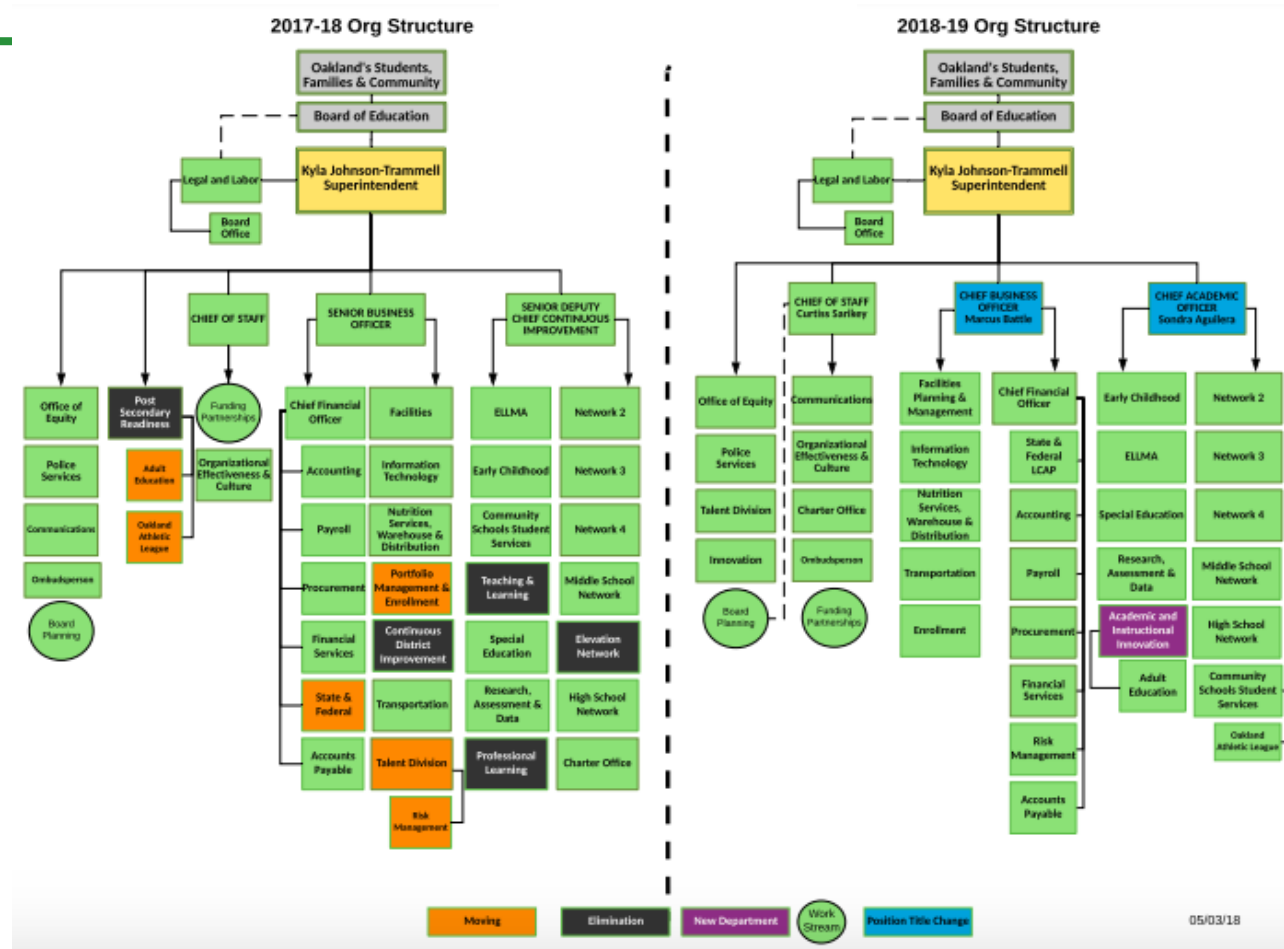 2017-18 Org Structure
Oakland's Students,
Families & Community
Board of Education
Kyla Johnson-Trammell
Superintendent
Legal and Labor
Board
Office
CHIEF OF STAFF
SENIOR BUSINESS
OFFICER
SENIOR DEPUTY
CHIEF CONTINUOUS
IMPROVEMENT
Office of
Equity
Police
Services
Communications
Ombudsperson
Board
Planning
Post
Secondary
Readiness
Adult
Education
Oakland
Athletic
League
Funding
Partnerships
Organizational
Effectiveness &
Culture
Chief Financial
Officer
Accounting
Payroll
Procurement
Financial
Services
State &
Federal
Accounts
Payable
Facilities
Information
Technology
Nutrition
Services,
Warehouse &
Distribution
Portfolio
Management &
Enrollment
Continuous
District
Improvement
Transportation
Talent Division
Risk
Management
ELLMA
Early Childhood
Community
Schools Student
Services
Teaching &
Learning
Special
Education
Research,
Assessment &
Data
Professional
Learning
Network 2
Network 3
Network 4
Middle School
Network
Elevation
Network
High School
Network
Charter Office
2018-19 Org Structure
Oakland's Students,
Families & Community
Board of Education
Kyla Johnson-Trammell
Superintendent
Legal and Labor
Board
Office
CHIEF OF STAFF
Curtiss Sarikey
CHIEF BUSINESS
OFFICER
Marcus Battle
CHIEF ACADEMIC
OFFICER
Sondra Aguilera
Office of Equity
Police
Services
Talent Division
Innovation
Board
Planning
Communications
Organizational
Effectiveness &
Culture
Charter Office
Ombudsperson
Funding
Partnerships
Facilities
Planning &
Management
Information
Technology
Nutrition
Services,
Warehouse &
Distribution
Transportation
Enrollment
Chief Financial
Officer
State &
Federal
LCAP
Accounting
Payroll
Procurement
Financial
Services
Risk
Management
Accounts
Payable
Early Childhood
ELLMA
Special Education
Research,
Assessment &
Data
Academic and
Instructional
Innovation
Adult
Education
Network 2
Network 3
Network 4
Middle School
Network
High School
Network
Community
Schools Student
Services
Oakland
Athletic League
Moving
Elimination
New Department
Work
Stream
Position Title Change
05/03/18